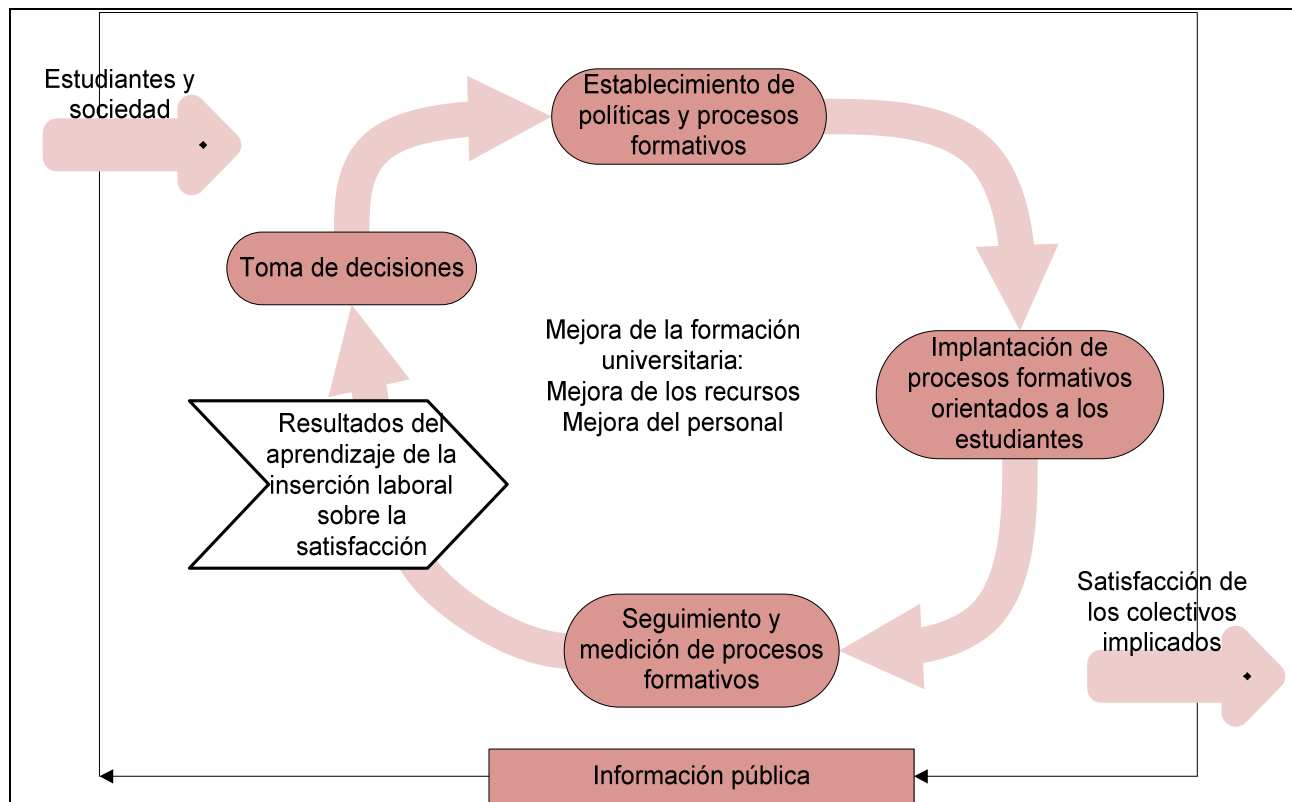 Estudiantes y
sociedad
Establecimiento de
políticas y procesos
formativos
Toma de decisiones
Mejora de la formación
universitaria:
Mejora de los recursos
Mejora del personal
Implantación de
procesos formativos
orientados a los
estudiantes
Resultados del
aprendizaje de la
inserción laboral
sobre la
satisfacción
Seguimiento y
medición de procesos
formativos
Satisfacción de
los colectivos
implicados
Información pública